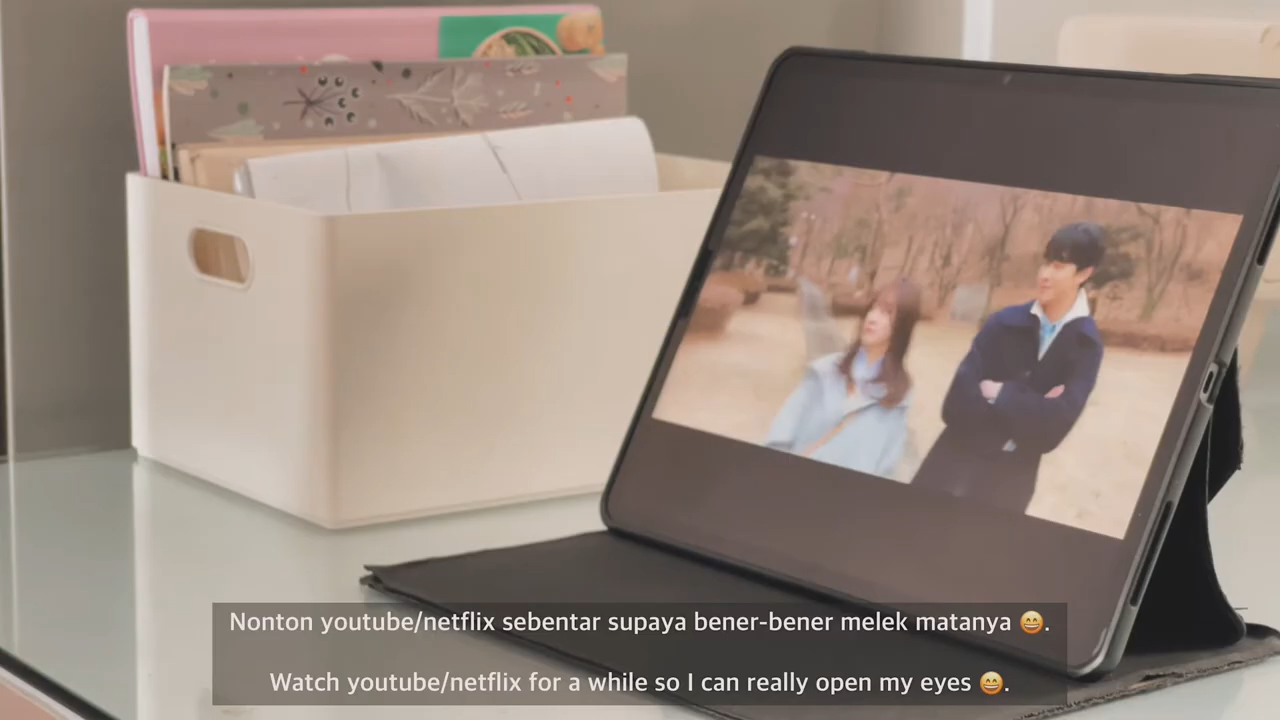 Nonton youtube/netflix sebentar supaya bener-bener melek matanya 😄.
Watch youtube/netflix for a while so I can really open my eyes 😄.